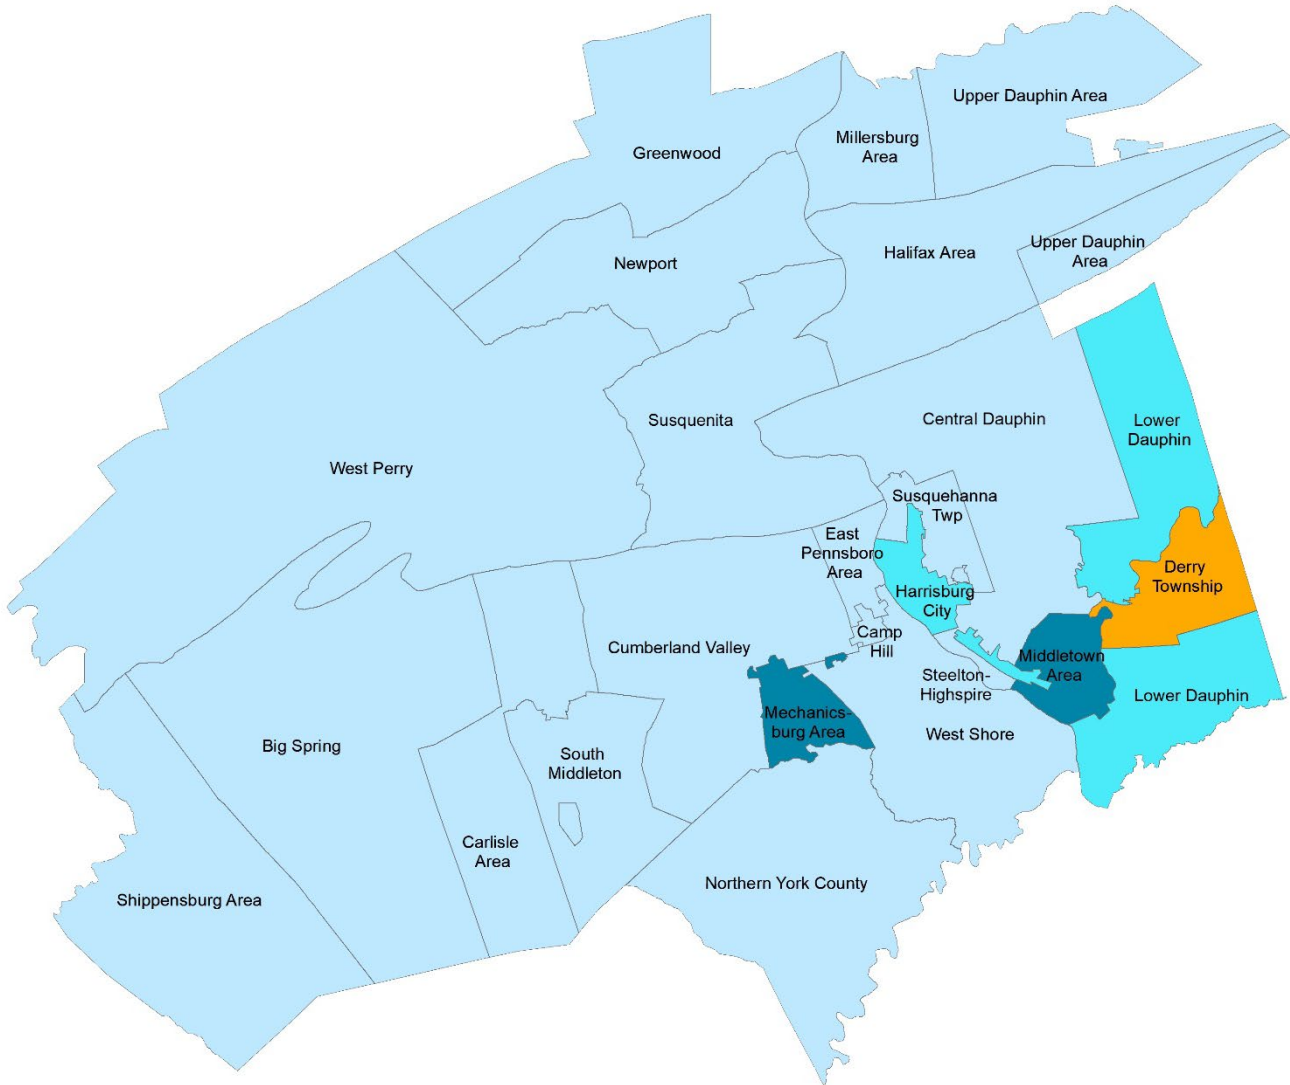 Upper Dauphin Area
Millersburg
Area
Greenwood
Upper Dauphin
Area
Halifax Area
Newport
Lower
Dauphin
Central Dauphin
Susquenita
West Perry
Susquehanna
Twp
East
Pennsboro
Area
Derry
Township
Harrisburg
City
Camp
Hill
Cumberland Valley
Middletown
Area
Steelton-
Highspire
Lower Dauphin
Mechanics-
burg Area
West Shore
Big Spring
South
Middleton
Carlisle
Area
Northern York County
Shippensburg Area